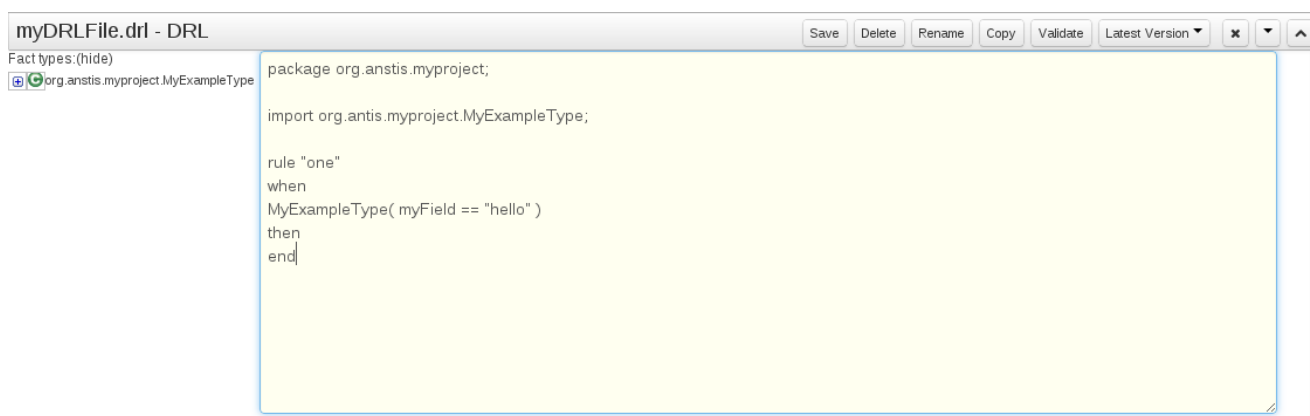 myDRLFile.drl - DRL
Save Delete Rename Copy Validate Latest Version
Fact types:(hide)
org.anstis.myproject.MyExampleType
package org.anstis.myproject;
import org.antis.myproject.MyExampleType;
rule "one"
when
MyExampleType( myField == "hello" )
then
end